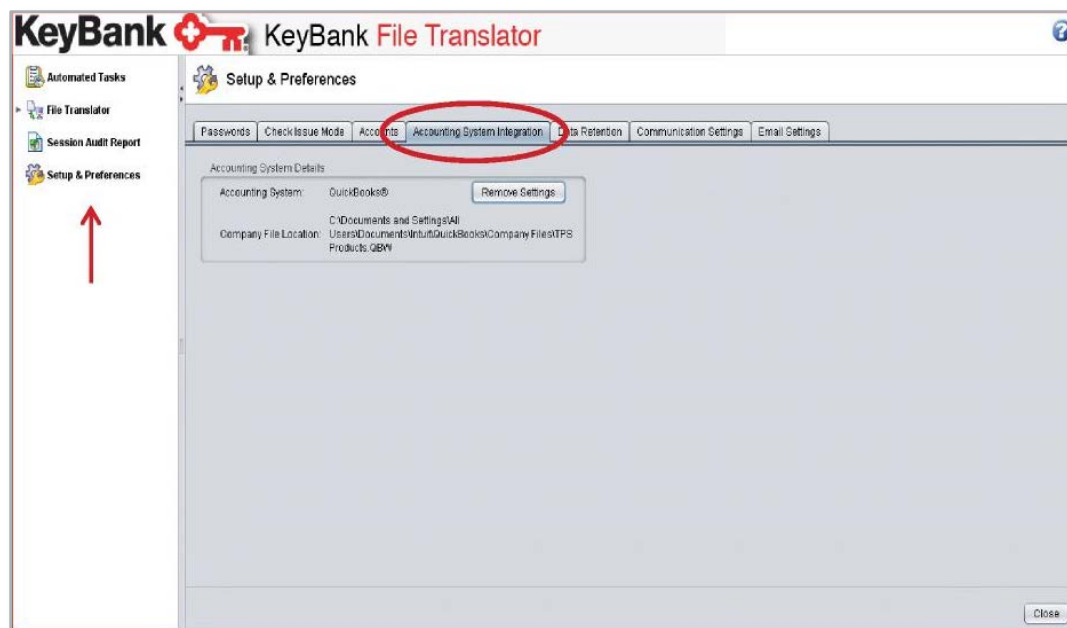 KeyBank KeyBank File Translator
Automated Tasks
File Translator
Session Audit Report
Setup & Preferences
Setup & Preferences
Passwords Check Issue Mode Accounts Accounting System Integration Data Retention Communication Settings Email Settings
Accounting System Details
Accounting System: QuickBooks® Remove Settings
Company File Location: C:\Documents and Settings\All
Users\Documents\Intuit\QuickBooks\Company Files\TPS
Products.QBW
Close